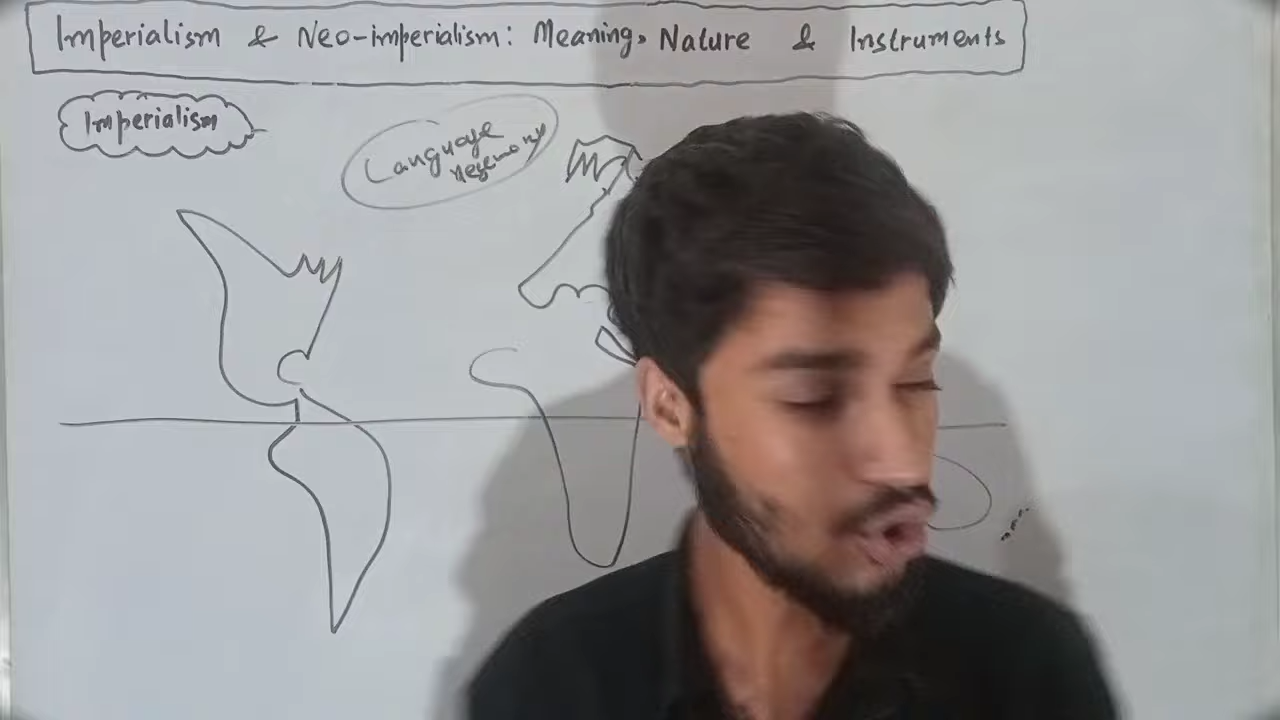 Imperialism & Neo-imperialism: Meaning, Nature & Instruments
Imperialism
Language
Hegemony